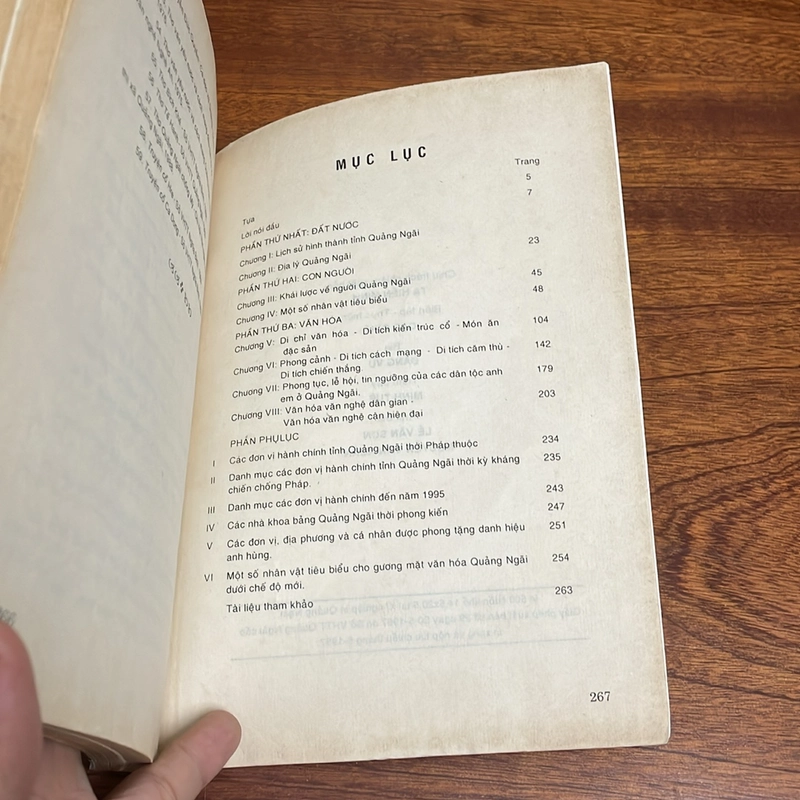 MỤC LỤC
Trang
Tựa 5
Lời nói đầu 7
PHẦN THỨ NHẤT: ĐẤT NƯỚC
Chương I: Lịch sử hình thành tỉnh Quảng Ngãi
Chương II: Địa lý Quảng Ngãi 23
PHẦN THỨ HAI: CON NGƯỜI
Chương III: Khái lược về người Quảng Ngãi 45
Chương IV: Một số nhân vật tiêu biểu 48
PHẦN THỨ BA: VĂN HÓA
Chương V: Di chỉ văn hóa - Di tích kiến trúc cổ - Món ăn 104
đặc sản
Chương VI: Phong cảnh - Di tích cách mạng - Di tích căm thù - 142
Di tích chiến thắng
Chương VII: Phong tục, lễ hội, tin ngưỡng của các dân tộc anh 179
em ở Quảng Ngãi.
Chương VIII: Văn hóa văn nghệ dân gian . 203
Văn hóa văn nghệ cận hiện đại
PHẦN PHỤ LỤC
I Các đơn vị hành chính tỉnh Quảng Ngãi thời Pháp thuộc 234
II Danh mục các đơn vị hành chính tỉnh Quảng Ngãi thời kỳ kháng 235
chiến chống Pháp.
III Danh mục các đơn vị hành chính đến năm 1995 243
IV Các nhà khoa bảng Quảng Ngãi thời phong kiến 247
V Các đơn vị, địa phương và cá nhân được phong tặng danh hiệu 251
anh hùng.
VI Một số nhân vật tiêu biểu cho gương mặt văn hóa Quảng Ngãi 254
dưới chế độ mới.
Tài liệu tham khảo 263
267